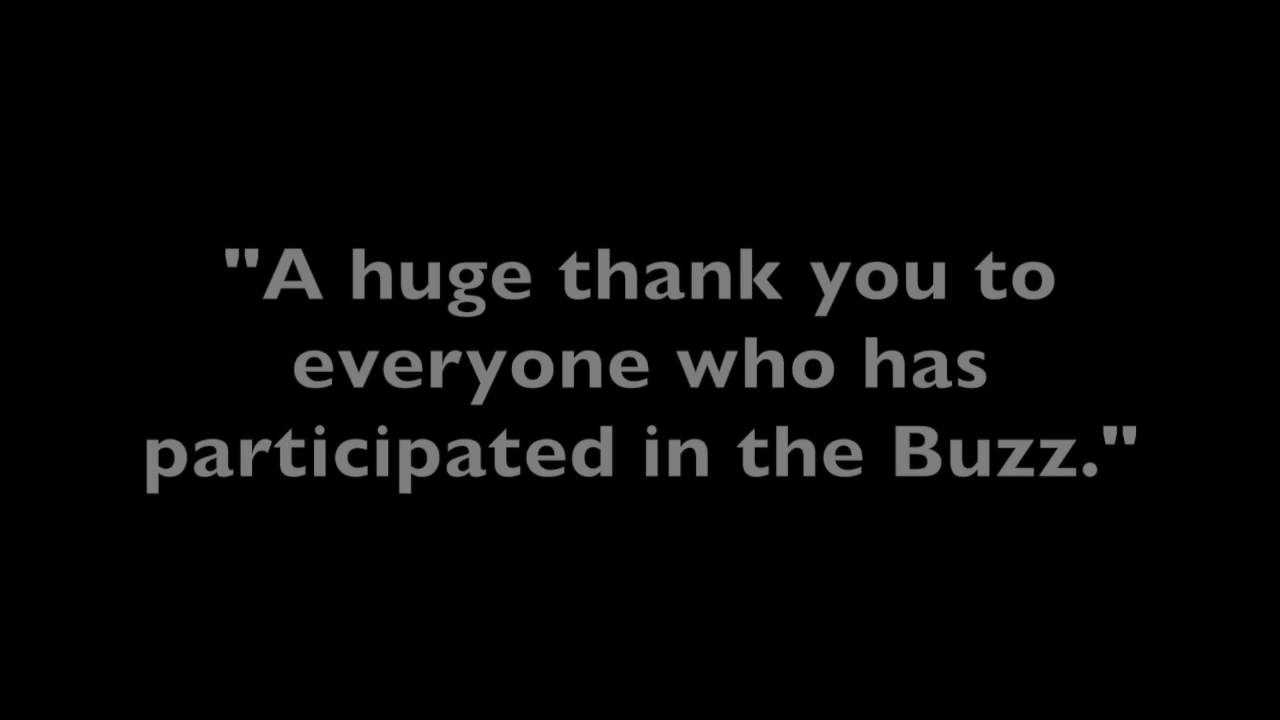 "A huge thank you to
everyone who has
participated in the Buzz."